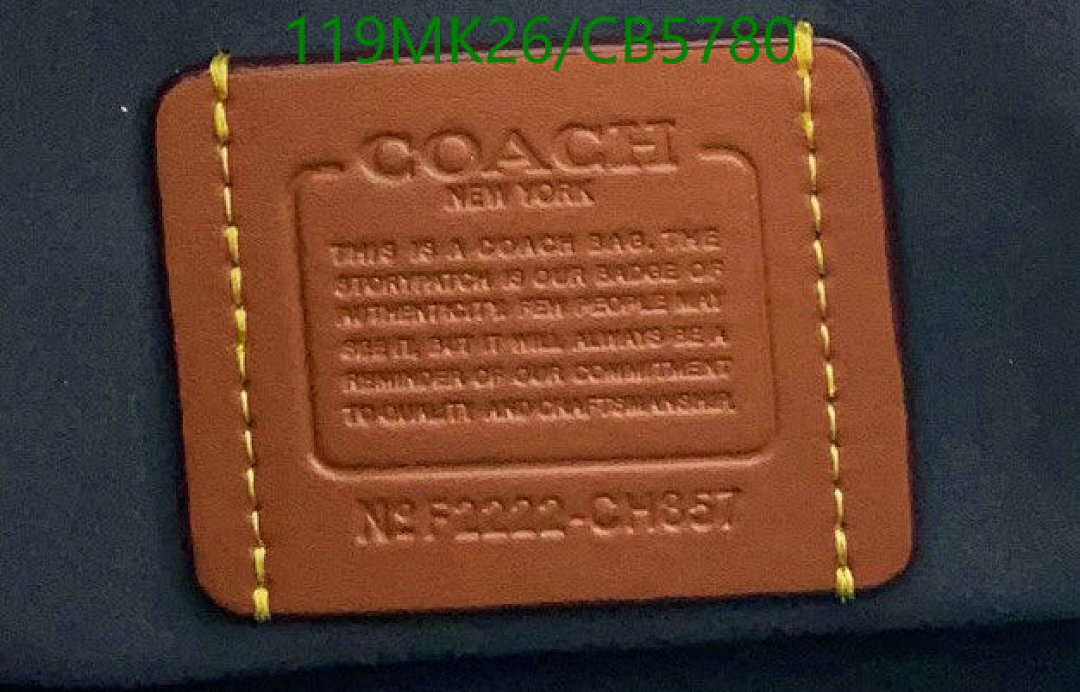 119MK26/CB5780
COACH
NEW YORK
THIS IS A COACH BAG. THE
STORYPATCH IS OUR BADGE OF
AUTHENTICITY. FEW PEOPLE MAY
SEE IT, BUT IT WILL ALWAYS BE A
REMINDER OF OUR COMMITMENT
TO QUALITY AND CRAFTSMANSHIP.
Nº F2222-CH857